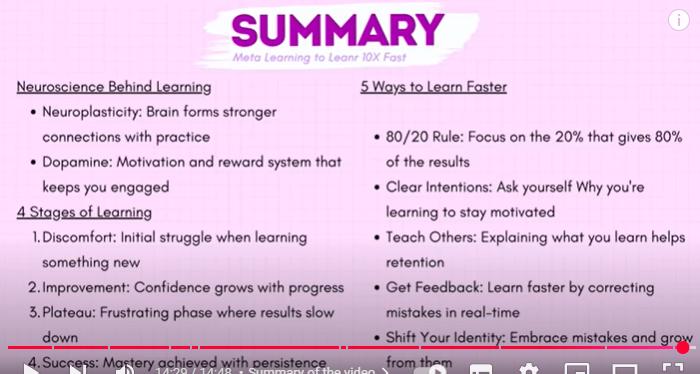 SUMMARY
Meta Learning to Leanr 10X Fast
Neuroscience Behind Learning
• Neuroplasticity: Brain forms stronger
connections with practice
• Dopamine: Motivation and reward system that
keeps you engaged
4 Stages of Learning
1. Discomfort: Initial struggle when learning
something new
2. Improvement: Confidence grows with progress
3. Plateau: Frustrating phase where results slow
down
4. Success: Mastery achieved with persistence
5 Ways to Learn Faster
• 80/20 Rule: Focus on the 20% that gives 80%
of the results
• Clear Intentions: Ask yourself Why you're
learning to stay motivated
• Teach Others: Explaining what you learn helps
retention
• Get Feedback: Learn faster by correcting
mistakes in real-time
• Shift Your Identity: Embrace mistakes and grow
from them
14:29 / 14:48 • Summary of the video